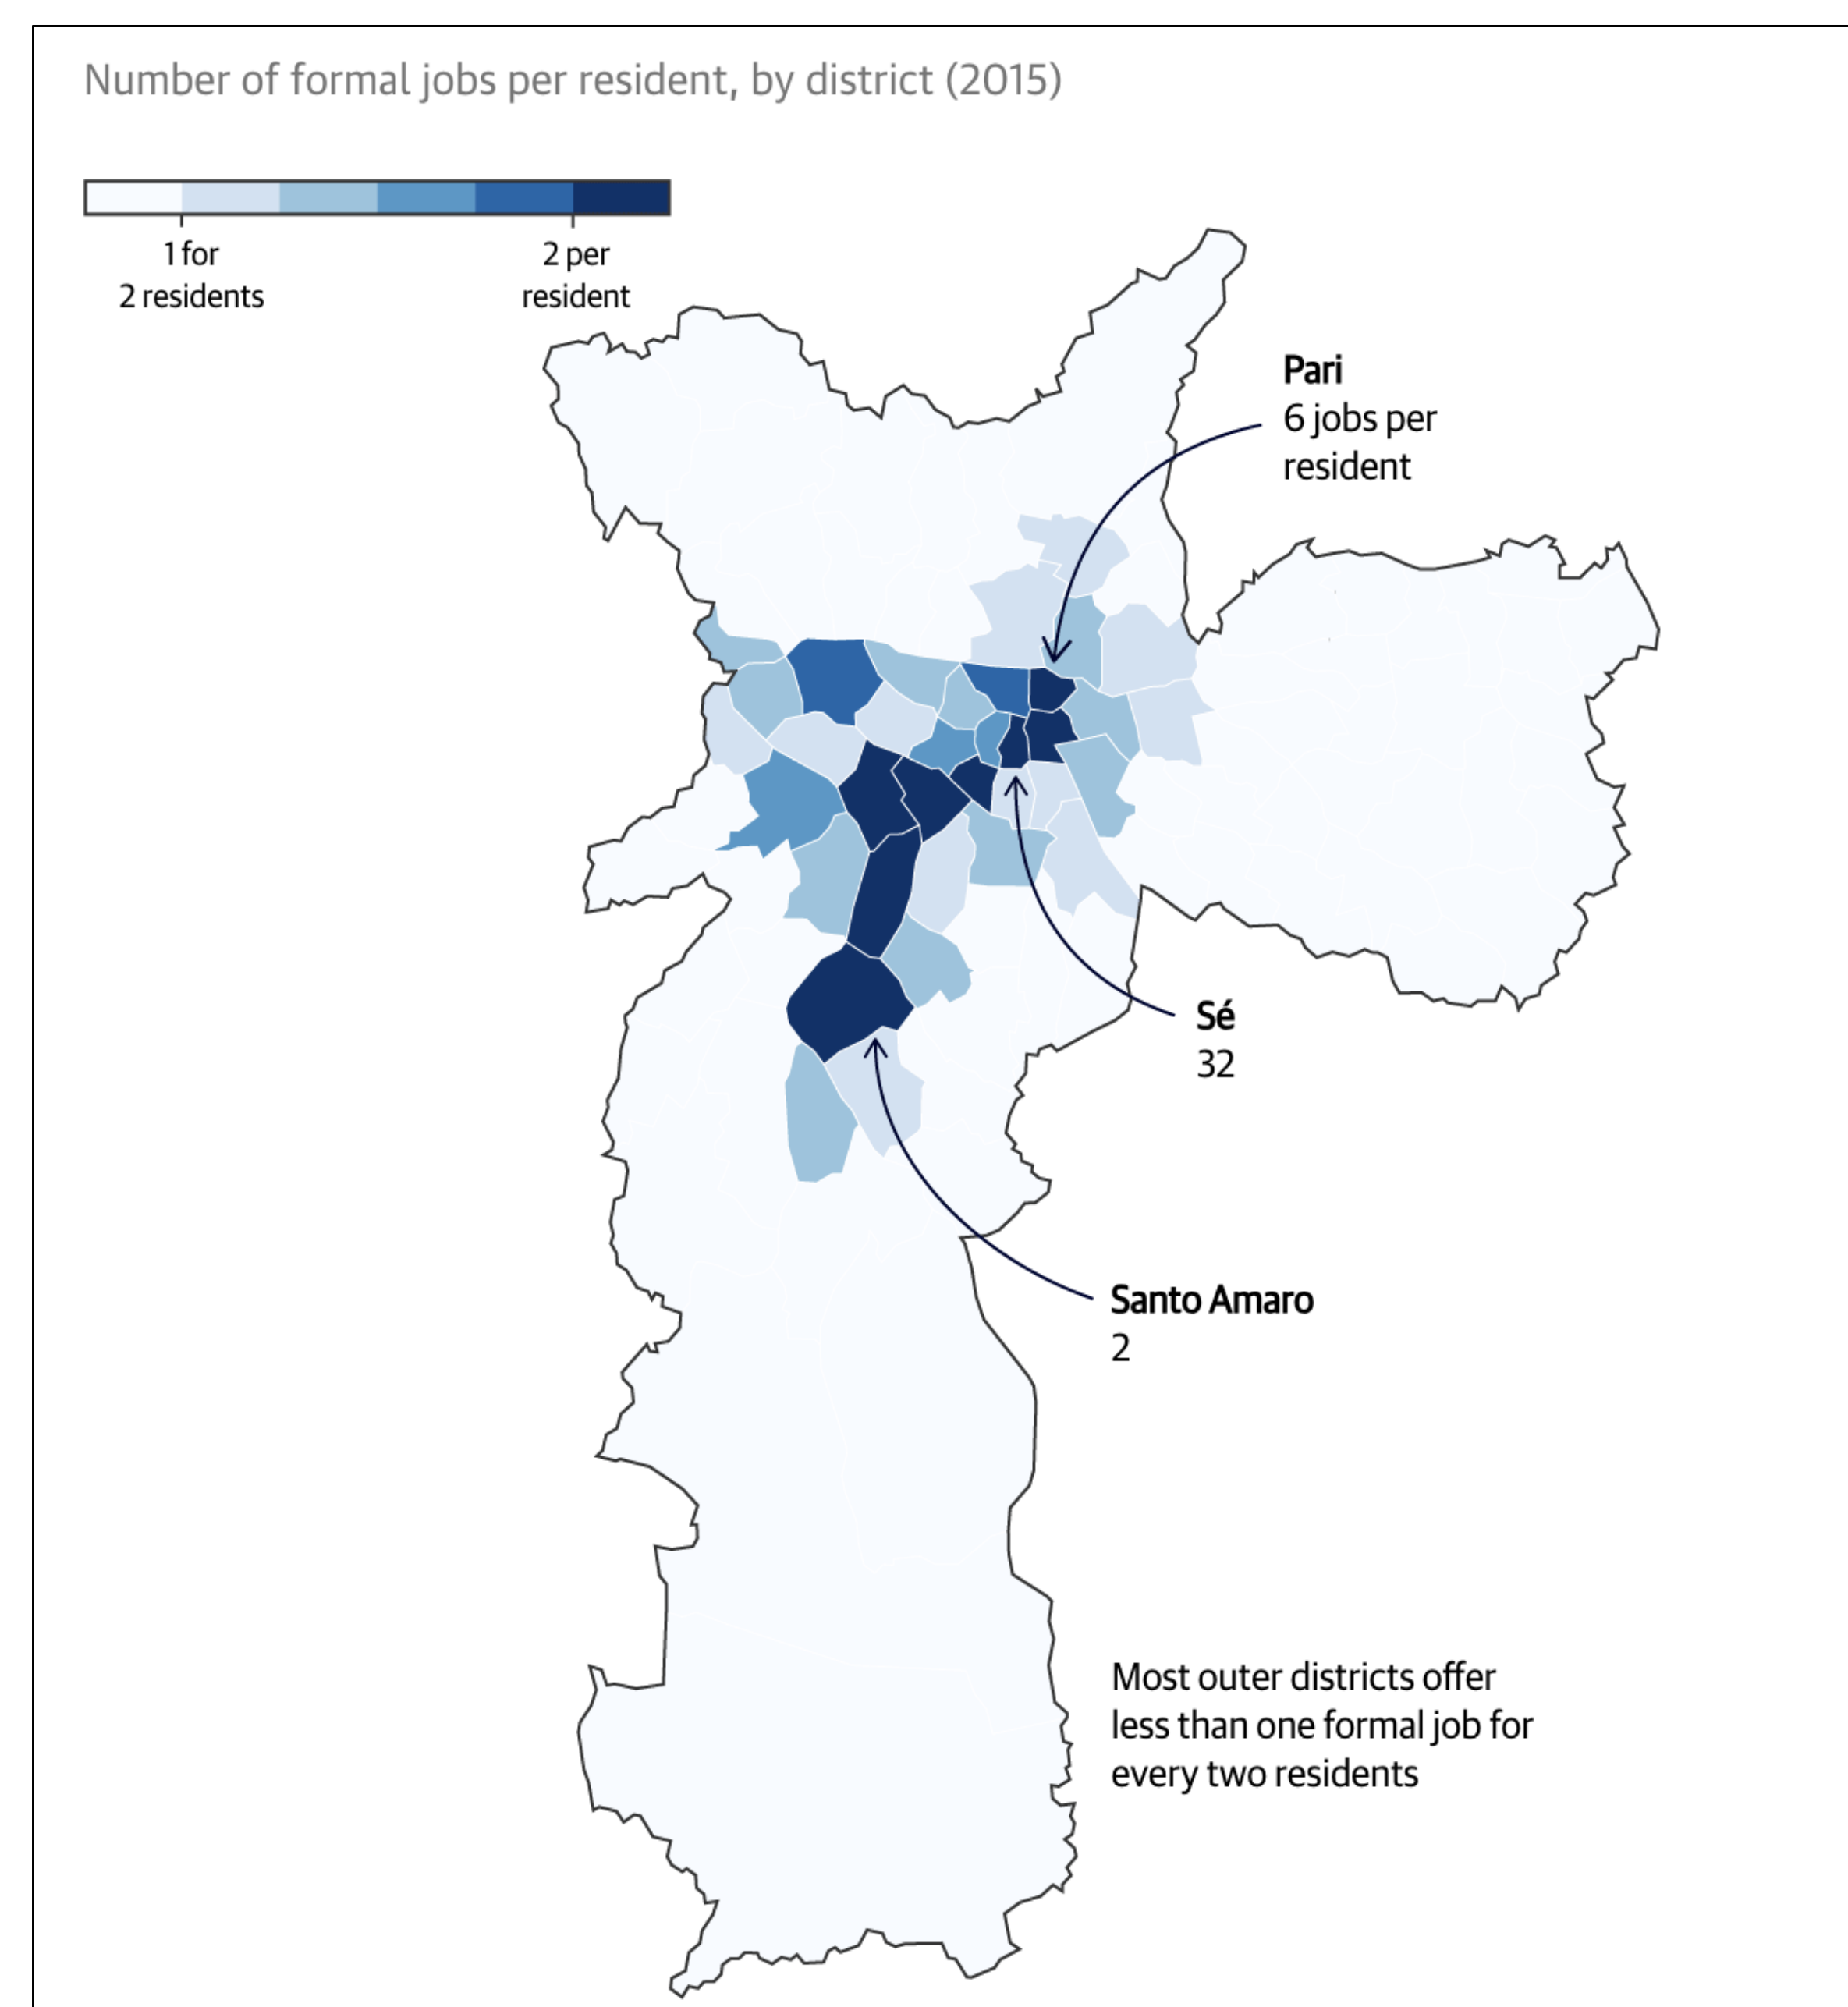 Number of formal jobs per resident, by district (2015)
1 for
2 residents
2 per
resident
Pari
6 jobs per
resident
Sé
32
Santo Amaro
2
Most outer districts offer
less than one formal job for
every two residents